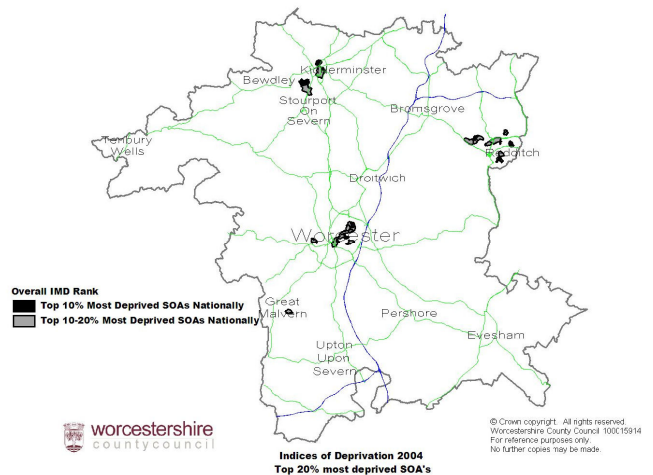 Kidderminster
Bewdley
Stourport
On
Severn
Bromsgrove
Tenbury
Wells
Redditch
Droitwich
Worcester
Overall IMD Rank
Top 10% Most Deprived SOAs Nationally
Top 10-20% Most Deprived SOAs Nationally
Great
Malvern
Pershore
Evesham
Upton
Upon
Severn
worcestershire
countycouncil
Indices of Deprivation 2004
Top 20% most deprived SOA's
© Crown copyright. All rights reserved.
Worcestershire County Council 100015914
For reference purposes only.
No further copies may be made.